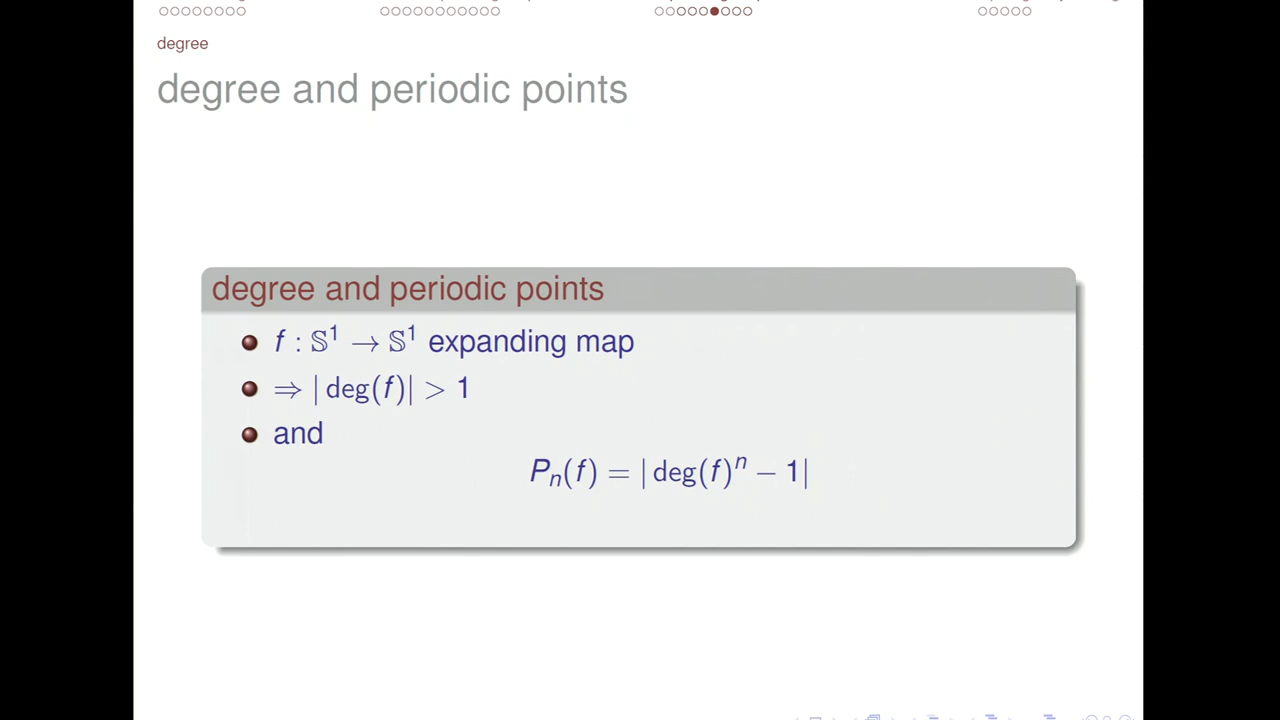 degree
degree and periodic points
degree and periodic points
f : 𝕊¹ → 𝕊¹ expanding map
⇒ | deg(f)| > 1
and
Pₙ(f) = | deg(f)ⁿ − 1|